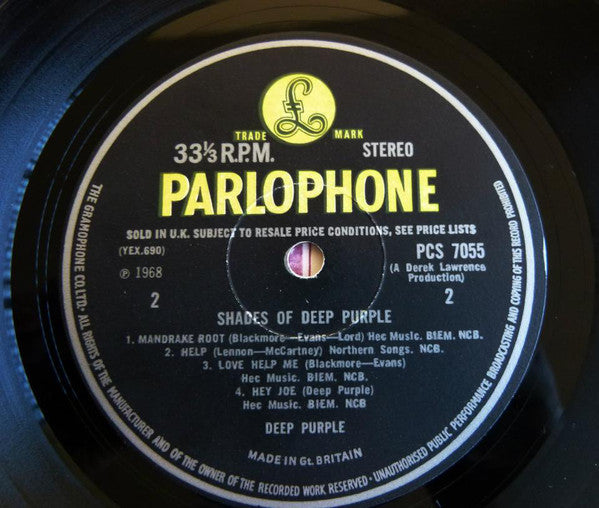 £
TRADE MARK
33⅓ R.P.M. STEREO
PARLOPHONE
SOLD IN U.K. SUBJECT TO RESALE PRICE CONDITIONS, SEE PRICE LISTS
(YEX.690) PCS 7055
℗ 1968 (A Derek Lawrence
Production)
2 2
SHADES OF DEEP PURPLE
1. MANDRAKE ROOT (Blackmore—Evans—Lord) Hec Music. BIEM. NCB.
2. HELP (Lennon—McCartney) Northern Songs. NCB.
3. LOVE HELP ME (Blackmore—Evans)
Hec Music. BIEM. NCB.
4. HEY JOE (Deep Purple)
Hec Music. BIEM. NCB
DEEP PURPLE
MADE IN Gt. BRITAIN
THE GRAMOPHONE CO. LTD. · ALL RIGHTS OF THE MANUFACTURER AND OF THE OWNER OF THE RECORDED WORK RESERVED · UNAUTHORISED PUBLIC PERFORMANCE BROADCASTING AND COPYING OF THIS RECORD PROHIBITED